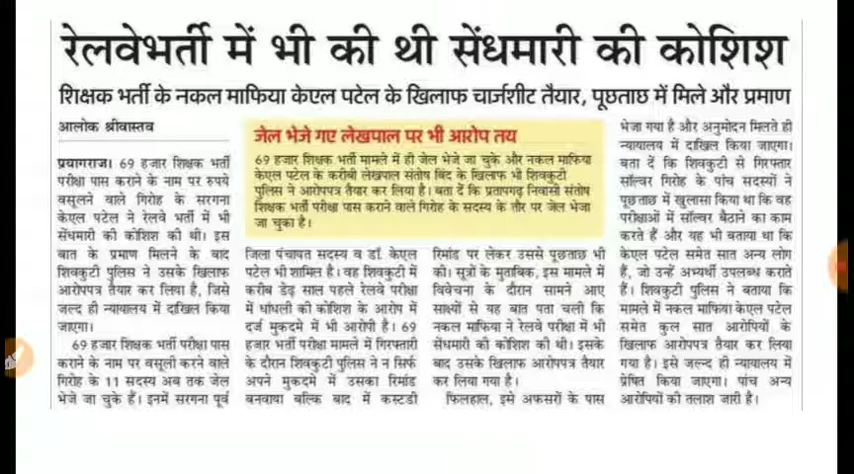 रेलवेभर्ती में भी की थी सेंधमारी की कोशिश
शिक्षक भर्ती के नकल माफिया केएल पटेल के खिलाफ चार्जशीट तैयार, पूछताछ में मिले और प्रमाण
आलोक श्रीवास्तव
प्रयागराज। 69 हजार शिक्षक भर्ती
परीक्षा पास कराने के नाम पर रुपये
वसूलने वाले गिरोह के सरगना
केएल पटेल ने रेलवे भर्ती में भी
सेंधमारी की कोशिश की थी। इस
बात के प्रमाण मिलने के बाद
शिवकुटी पुलिस ने उसके खिलाफ
आरोपपत्र तैयार कर लिया है, जिसे
जल्द ही न्यायालय में दाखिल किया
जाएगा।
69 हजार शिक्षक भर्ती परीक्षा पास
कराने के नाम पर वसूली करने वाले
गिरोह के 11 सदस्य अब तक जेल
भेजे जा चुके हैं। इनमें सरगना पूर्व
जेल भेजे गए लेखपाल पर भी आरोप तय
69 हजार शिक्षक भर्ती मामले में ही जेल भेजे जा चुके और नकल माफिया
केएल पटेल के करीबी लेखपाल संतोष बिंद के खिलाफ भी शिवकुटी
पुलिस ने आरोपपत्र तैयार कर लिया है। बता दें कि प्रतापगढ़ निवासी संतोष
शिक्षक भर्ती परीक्षा पास कराने वाले गिरोह के सदस्य के तौर पर जेल भेजा
जा चुका है।
जिला पंचायत सदस्य व डॉ. केएल
पटेल भी शामिल है। वह शिवकुटी में
करीब डेढ़ साल पहले रेलवे परीक्षा
में धांधली की कोशिश के आरोप में
दर्ज मुकदमे में भी आरोपी है। 69
हजार भर्ती परीक्षा मामले में गिरफ्तारी
के दौरान शिवकुटी पुलिस ने न सिर्फ
अपने मुकदमे में उसका रिमांड
बनवाया बल्कि बाद में कस्टडी
रिमांड पर लेकर उससे पूछताछ भी
की। सूत्रों के मुताबिक, इस मामले में
विवेचना के दौरान सामने आए
साक्ष्यों से यह बात पता चली कि
नकल माफिया ने रेलवे परीक्षा में भी
सेंधमारी की कोशिश की थी। इसके
बाद उसके खिलाफ आरोपपत्र तैयार
कर लिया गया है।
फिलहाल, इसे अफसरों के पास
भेजा गया है और अनुमोदन मिलते ही
न्यायालय में दाखिल किया जाएगा।
बता दें कि शिवकुटी से गिरफ्तार
सॉल्वर गिरोह के पांच सदस्यों ने
पूछताछ में खुलासा किया था कि वह
परीक्षाओं में सॉल्वर बैठाने का काम
करते हैं और यह भी बताया था कि
केएल पटेल समेत सात अन्य लोग
हैं, जो उन्हें अभ्यर्थी उपलब्ध कराते
हैं। शिवकुटी पुलिस ने बताया कि
मामले में नकल माफिया केएल पटेल
समेत कुल सात आरोपियों के
खिलाफ आरोपपत्र तैयार कर लिया
गया है। इसे जल्द ही न्यायालय में
प्रेषित किया जाएगा। पांच अन्य
आरोपियों की तलाश जारी है।